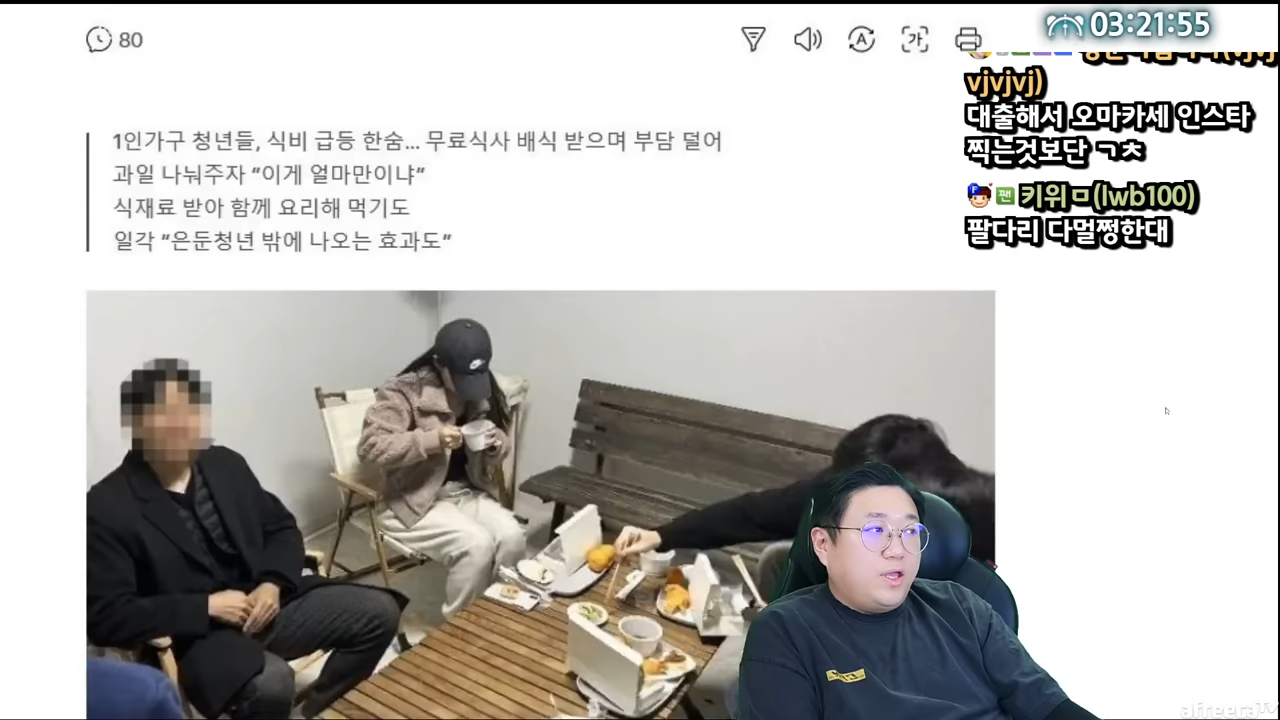 80
03:21:55
1인가구 청년들, 식비 급등 한숨... 무료식사 배식 받으며 부담 덜어
과일 나눠주자 “이게 얼마만이냐”
식재료 받아 함께 요리해 먹기도
일각 “은둔청년 밖에 나오는 효과도”
vjvjvj)
대출해서 오마카세 인스타
찍는것보단 ㄱㅊ
팬 키위ㅁ(lwb100)
팔다리 다멀쩡한대
afreecaTV